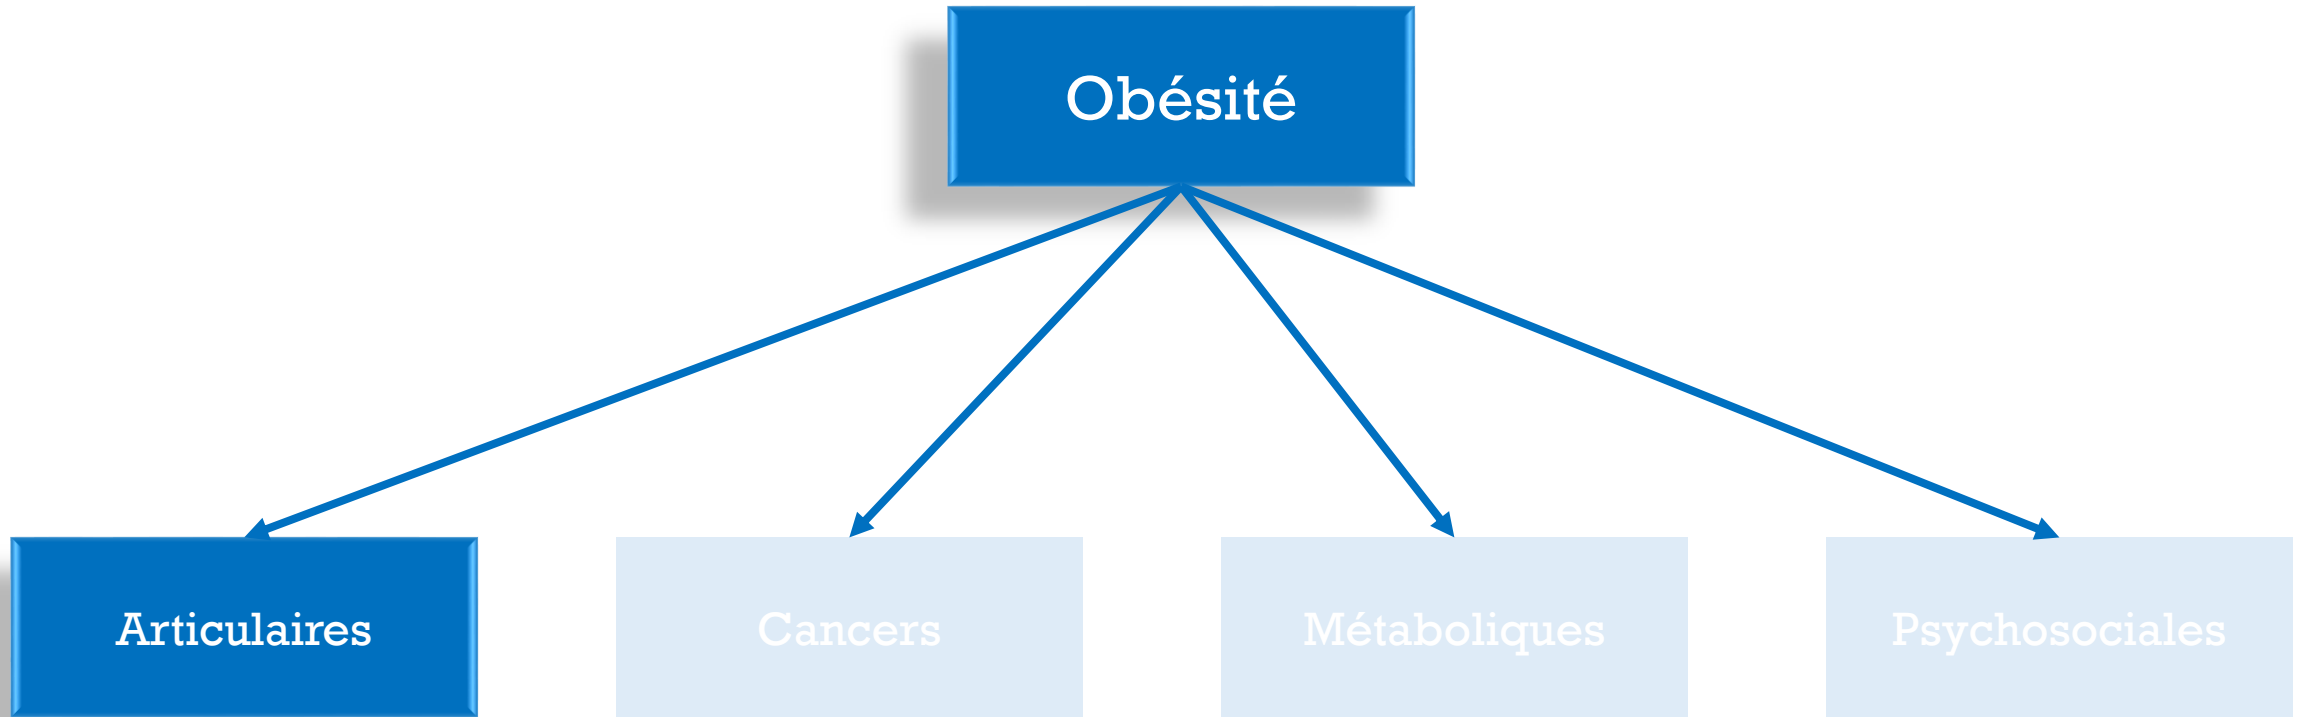 Obésité
Articulaires
Cancers
Métaboliques
Psychosociales